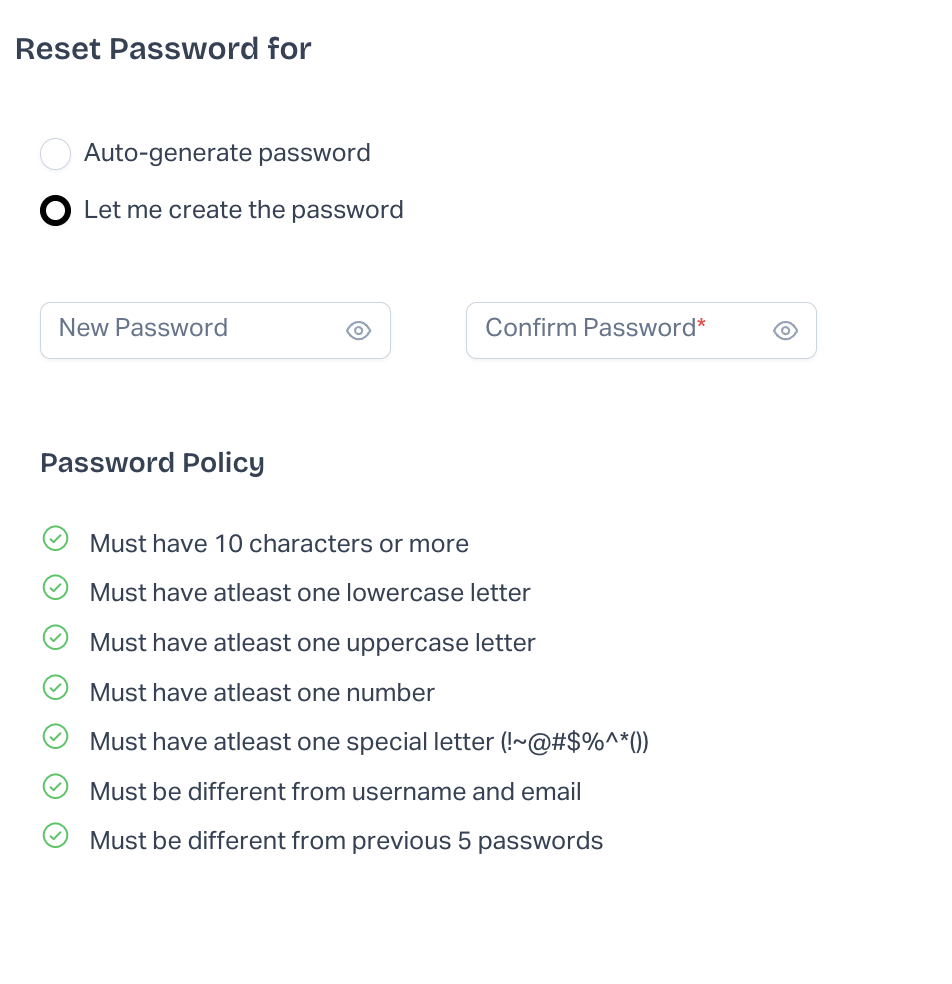 Reset Password for
Auto-generate password
Let me create the password
New Password
Confirm Password*
Password Policy
Must have 10 characters or more
Must have atleast one lowercase letter
Must have atleast one uppercase letter
Must have atleast one number
Must have atleast one special letter (!~@#$%^*())
Must be different from username and email
Must be different from previous 5 passwords